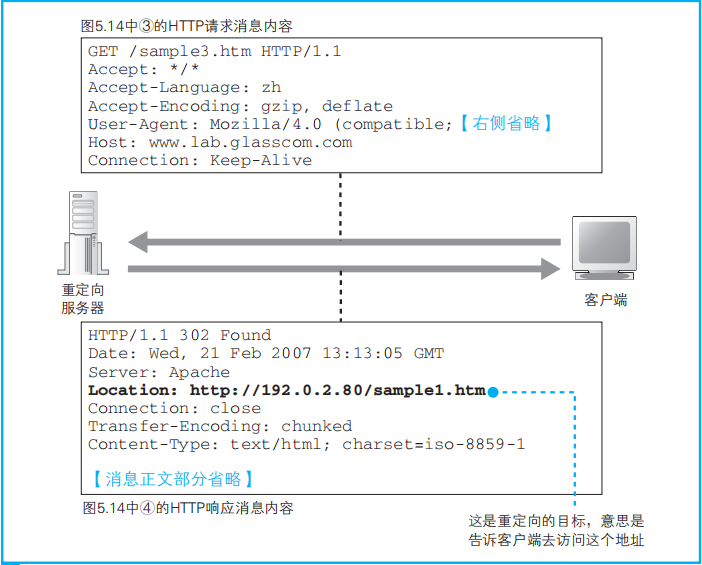 图5.14中③的HTTP请求消息内容
GET /sample3.htm HTTP/1.1
Accept: */*
Accept-Language: zh
Accept-Encoding: gzip, deflate
User-Agent: Mozilla/4.0 (compatible;【右侧省略】
Host: www.lab.glasscom.com
Connection: Keep-Alive
重定向
服务器
客户端
HTTP/1.1 302 Found
Date: Wed, 21 Feb 2007 13:13:05 GMT
Server: Apache
Location: http://192.0.2.80/sample1.htm
Connection: close
Transfer-Encoding: chunked
Content-Type: text/html; charset=iso-8859-1
【消息正文部分省略】
图5.14中④的HTTP响应消息内容
这是重定向的目标，意思是
告诉客户端去访问这个地址